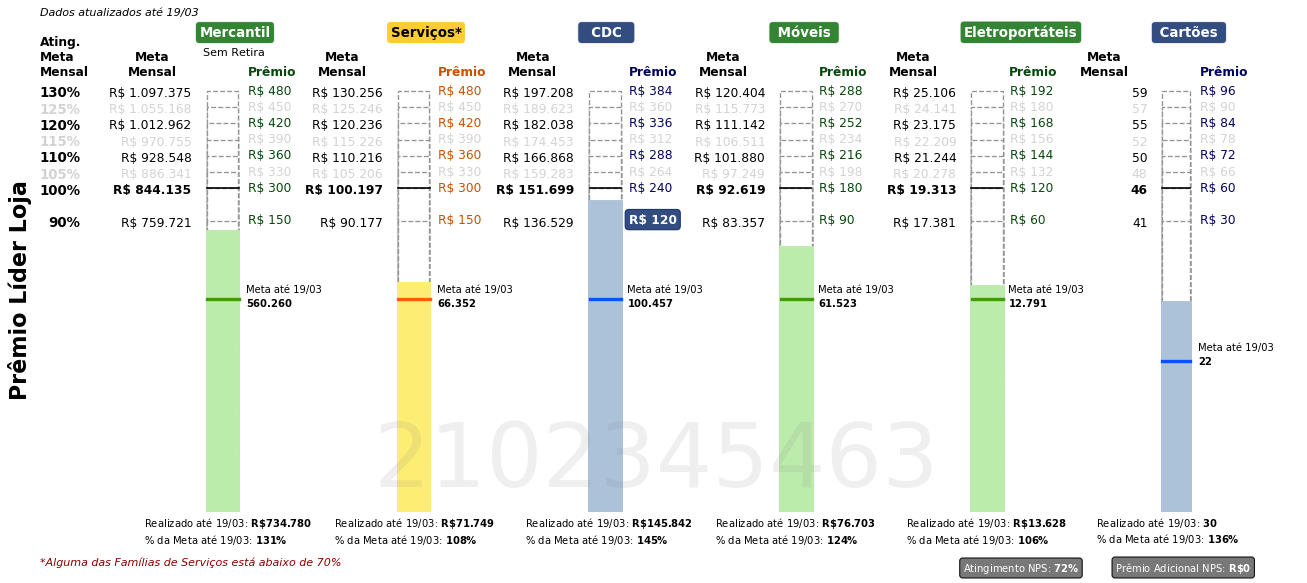 Dados atualizados até 19/03
Mercantil Serviços* CDC Móveis Eletroportáteis Cartões
Sem Retira
Ating. Meta Mensal Meta Mensal Prêmio Meta Mensal Prêmio Meta Mensal Prêmio Meta Mensal Prêmio Meta Mensal Prêmio Meta Mensal Prêmio
130% R$ 1.097.375 R$ 480 R$ 130.256 R$ 480 R$ 197.208 R$ 384 R$ 120.404 R$ 288 R$ 25.106 R$ 192 59 R$ 96
125% R$ 1.055.168 R$ 450 R$ 125.246 R$ 450 R$ 189.623 R$ 360 R$ 115.773 R$ 270 R$ 24.141 R$ 180 57 R$ 90
120% R$ 1.012.962 R$ 420 R$ 120.236 R$ 420 R$ 182.038 R$ 336 R$ 111.142 R$ 252 R$ 23.175 R$ 168 55 R$ 84
115% R$ 970.755 R$ 390 R$ 115.226 R$ 390 R$ 174.453 R$ 312 R$ 106.511 R$ 234 R$ 22.209 R$ 156 52 R$ 78
110% R$ 928.548 R$ 360 R$ 110.216 R$ 360 R$ 166.868 R$ 288 R$ 101.880 R$ 216 R$ 21.244 R$ 144 50 R$ 72
105% R$ 886.341 R$ 330 R$ 105.206 R$ 330 R$ 159.283 R$ 264 R$ 97.249 R$ 198 R$ 20.278 R$ 132 48 R$ 66
100% R$ 844.135 R$ 300 R$ 100.197 R$ 300 R$ 151.699 R$ 240 R$ 92.619 R$ 180 R$ 19.313 R$ 120 46 R$ 60
90% R$ 759.721 R$ 150 R$ 90.177 R$ 150 R$ 136.529 R$ 120 R$ 83.357 R$ 90 R$ 17.381 R$ 60 41 R$ 30
Prêmio Líder Loja
Meta até 19/03 Meta até 19/03 Meta até 19/03 Meta até 19/03 Meta até 19/03
560.260 66.352 100.457 61.523 12.791
Meta até 19/03
22
2102345463
Realizado até 19/03: R$734.780 Realizado até 19/03: R$71.749 Realizado até 19/03: R$145.842 Realizado até 19/03: R$76.703 Realizado até 19/03: R$13.628 Realizado até 19/03: 30
% da Meta até 19/03: 131% % da Meta até 19/03: 108% % da Meta até 19/03: 145% % da Meta até 19/03: 124% % da Meta até 19/03: 106% % da Meta até 19/03: 136%
*Alguma das Famílias de Serviços está abaixo de 70%
Atingimento NPS: 72% Prêmio Adicional NPS: R$0